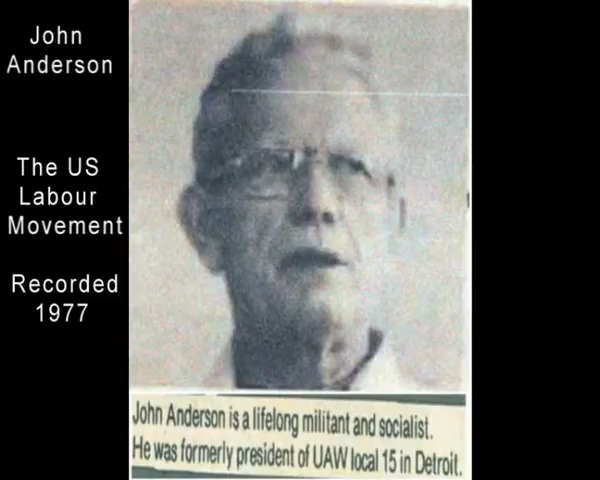 John
Anderson
The US
Labour
Movement
Recorded
1977
John Anderson is a lifelong militant and socialist.
He was formerly president of UAW local 15 in Detroit.